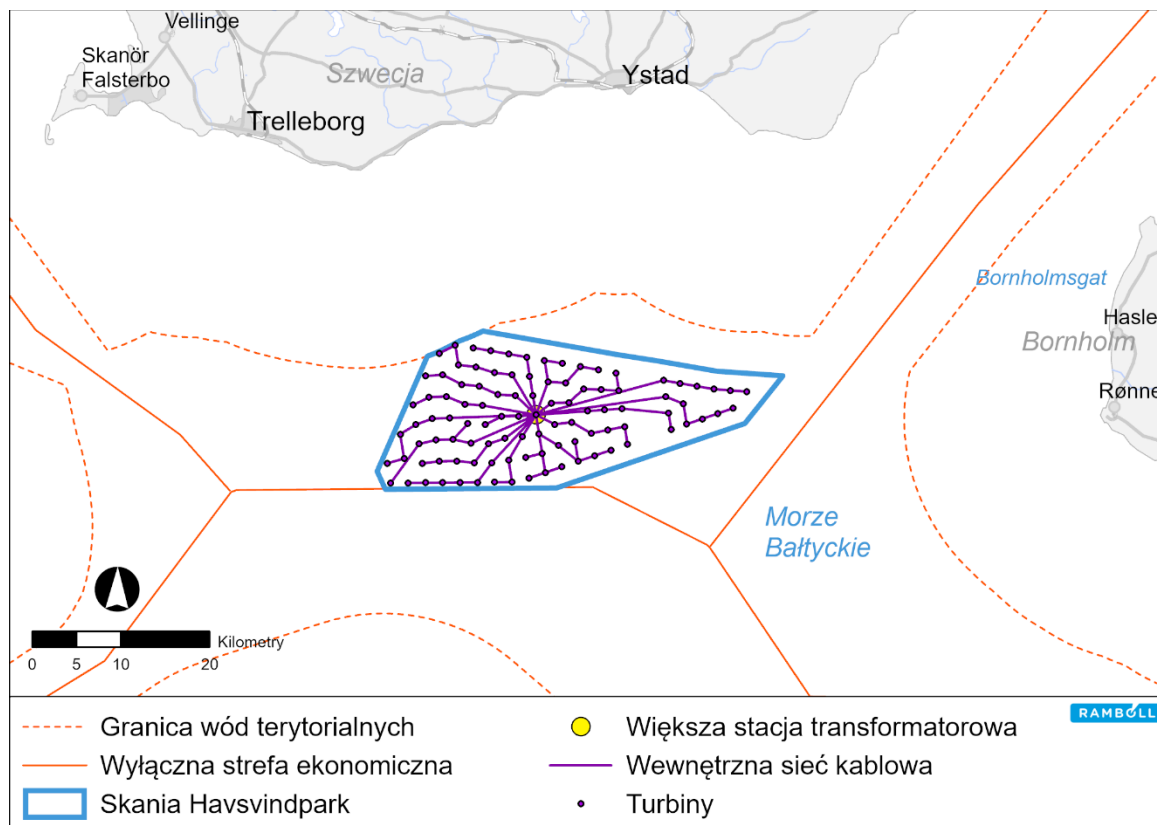 Vellinge
Skanör
Falsterbo
Szwecja
Ystad
Trelleborg
Bornholmsgat
Hasle
Bornholm
Rønne
Morze
Bałtyckie
Kilometry
0 5 10 20
Granica wód terytorialnych
Większa stacja transformatorowa
RAMBOLL
Wyłączna strefa ekonomiczna
Wewnętrzna sieć kablowa
Skania Havsvindpark
Turbiny